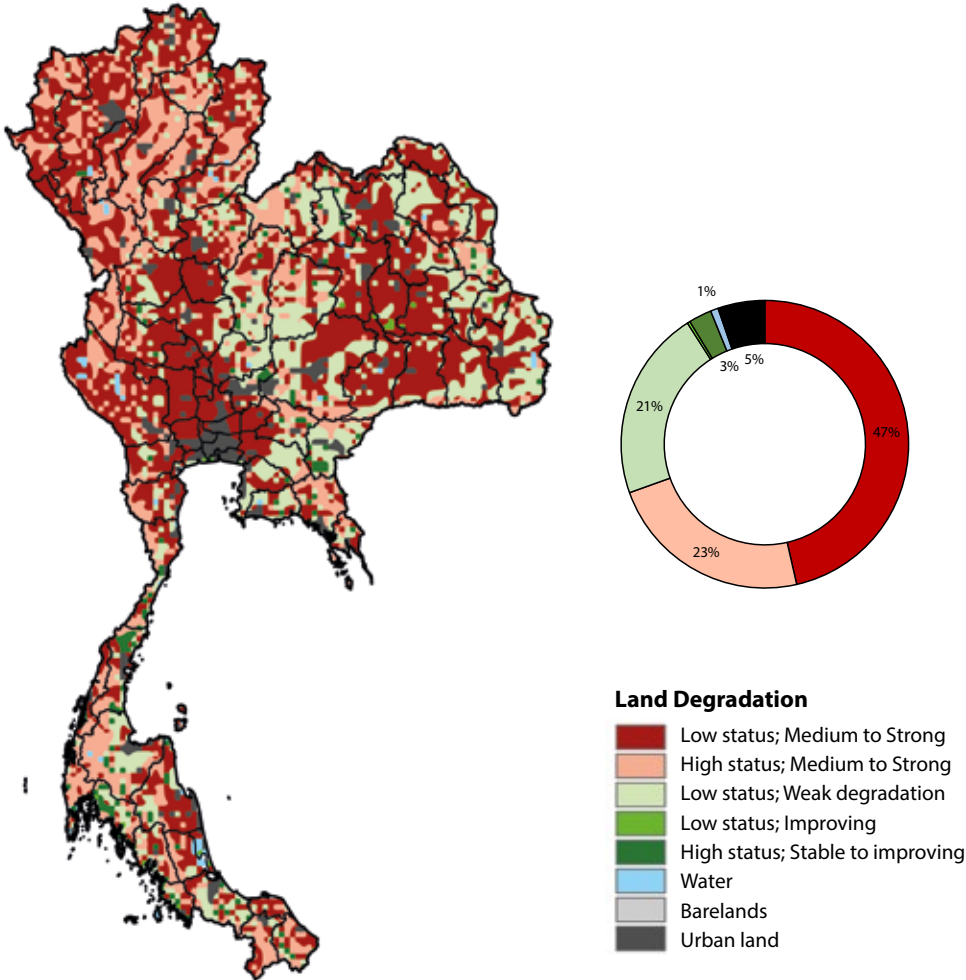 1%
3%
5%
21%
47%
23%
Land Degradation
Low status; Medium to Strong
High status; Medium to Strong
Low status; Weak degradation
Low status; Improving
High status; Stable to improving
Water
Barelands
Urban land